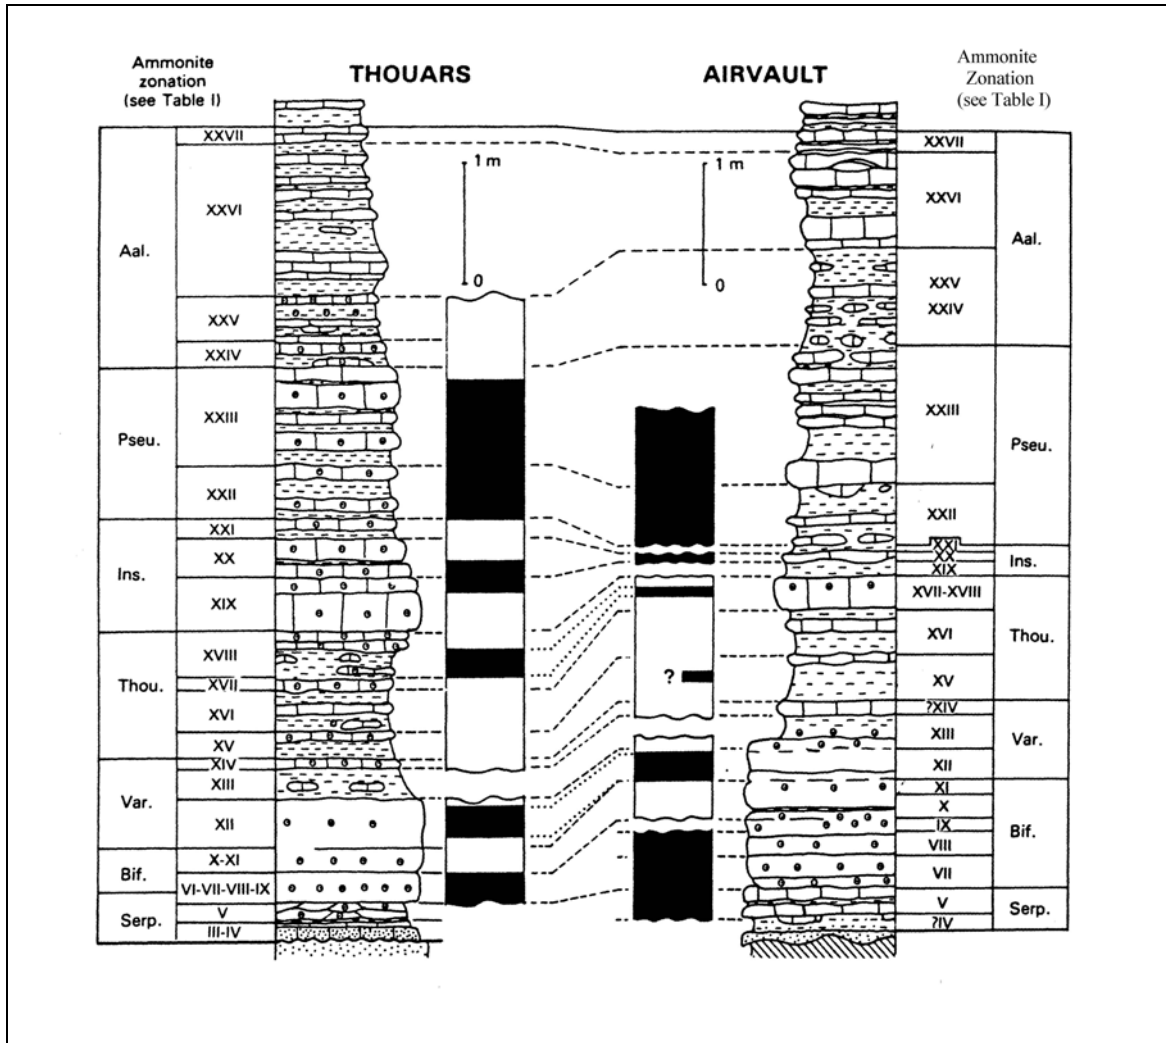 Ammonite
zonation
(see Table I)
THOUARS
AIRVAULT
Ammonite
Zonation
(see Table I)
XXVII
XXVI
Aal.
XXV
XXIV
XXIII
Pseu.
XXII
XXI
XX
Ins.
XIX
XVIII
Thou.
XVII
XVI
XV
XIV
XIII
Var.
XII
X-XI
Bif.
VI-VII-VIII-IX
V
Serp.
III-IV
1 m
0
1 m
0
?
XXVII
XXVI
Aal.
XXV
XXIV
XXIII
Pseu.
XXII
XXI
XX
Ins.
XIX
XVII-XVIII
XVI
Thou.
XV
?XIV
XIII
Var.
XII
XI
X
IX
Bif.
VIII
VII
V
Serp.
?IV